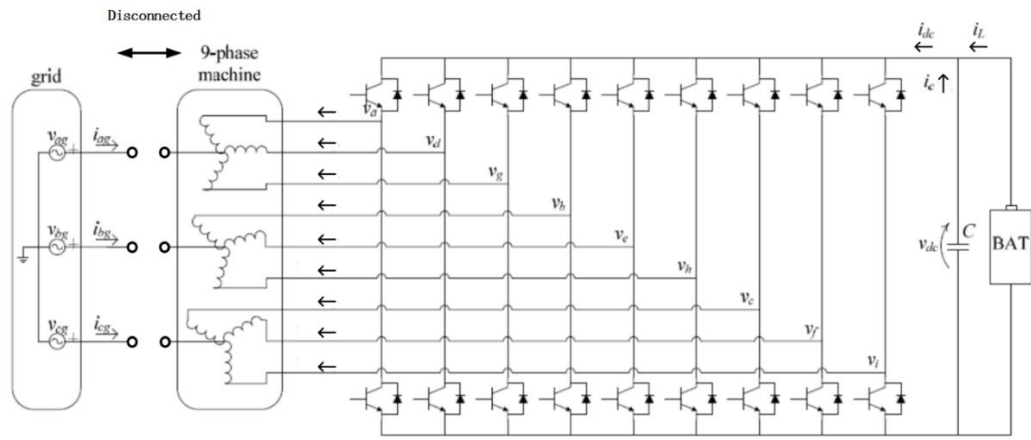 Disconnected
9-phase
machine
grid
v_ag
i_ag
v_bg
i_bg
v_cg
i_cg
v_a
v_d
v_g
v_b
v_e
v_h
v_c
v_f
v_i
i_dc
i_L
i_c
v_dc
C
BAT
+
+
+